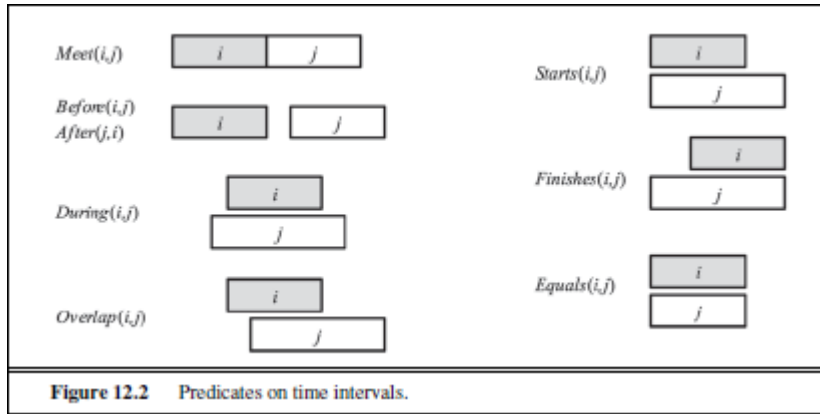 Meet(i,j)
i
j
Before(i,j)
After(j,i)
i
j
During(i,j)
i
j
Overlap(i,j)
i
j
Starts(i,j)
i
j
Finishes(i,j)
i
j
Equals(i,j)
i
j
Figure 12.2 Predicates on time intervals.